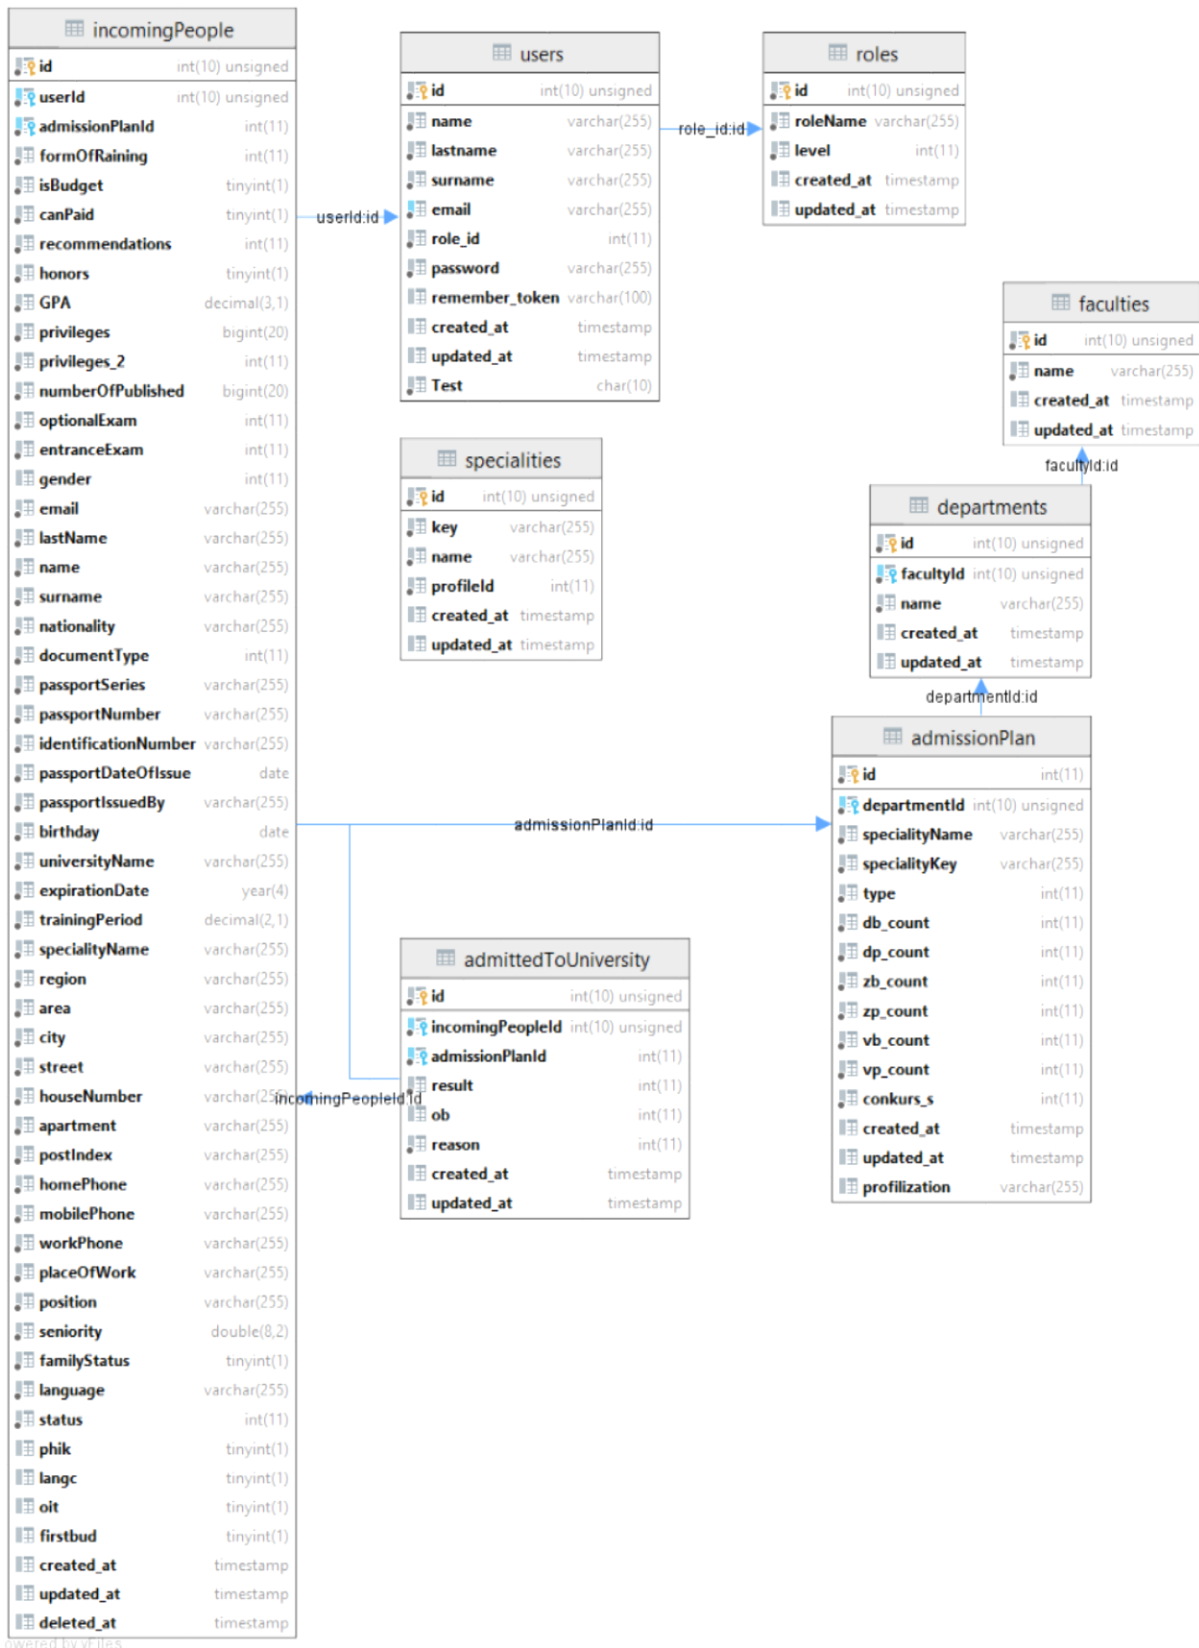 incomingPeople
id int(10) unsigned
userId int(10) unsigned
admissionPlanId int(11)
formOfRaining int(11)
isBudget tinyint(1)
canPaid tinyint(1)
recommendations int(11)
honors tinyint(1)
GPA decimal(3,1)
privileges bigint(20)
privileges_2 int(11)
numberOfPublished bigint(20)
optionalExam int(11)
entranceExam int(11)
gender int(11)
email varchar(255)
lastName varchar(255)
name varchar(255)
surname varchar(255)
nationality varchar(255)
documentType int(11)
passportSeries varchar(255)
passportNumber varchar(255)
identificationNumber varchar(255)
passportDateOfIssue date
passportIssuedBy varchar(255)
birthday date
universityName varchar(255)
expirationDate year(4)
trainingPeriod decimal(2,1)
specialityName varchar(255)
region varchar(255)
area varchar(255)
city varchar(255)
street varchar(255)
houseNumber varchar(255)
apartment varchar(255)
postIndex varchar(255)
homePhone varchar(255)
mobilePhone varchar(255)
workPhone varchar(255)
placeOfWork varchar(255)
position varchar(255)
seniority double(8,2)
familyStatus tinyint(1)
language varchar(255)
status int(11)
phik tinyint(1)
langc tinyint(1)
oit tinyint(1)
firstbud tinyint(1)
created_at timestamp
updated_at timestamp
deleted_at timestamp
owered by yFiles
userId:id
users
id int(10) unsigned
name varchar(255)
lastname varchar(255)
surname varchar(255)
email varchar(255)
role_id int(11)
password varchar(255)
remember_token varchar(100)
created_at timestamp
updated_at timestamp
Test char(10)
role_id:id
roles
id int(10) unsigned
roleName varchar(255)
level int(11)
created_at timestamp
updated_at timestamp
specialities
id int(10) unsigned
key varchar(255)
name varchar(255)
profileId int(11)
created_at timestamp
updated_at timestamp
faculties
id int(10) unsigned
name varchar(255)
created_at timestamp
updated_at timestamp
facultyId:id
departments
id int(10) unsigned
facultyId int(10) unsigned
name varchar(255)
created_at timestamp
updated_at timestamp
departmentId:id
admissionPlanId:id
admissionPlan
id int(11)
departmentId int(10) unsigned
specialityName varchar(255)
specialityKey varchar(255)
type int(11)
db_count int(11)
dp_count int(11)
zb_count int(11)
zp_count int(11)
vb_count int(11)
vp_count int(11)
conkurs_s int(11)
created_at timestamp
updated_at timestamp
profilization varchar(255)
admittedToUniversity
id int(10) unsigned
incomingPeopleId int(10) unsigned
admissionPlanId int(11)
result int(11)
ob int(11)
reason int(11)
created_at timestamp
updated_at timestamp
incomingPeopleId:id